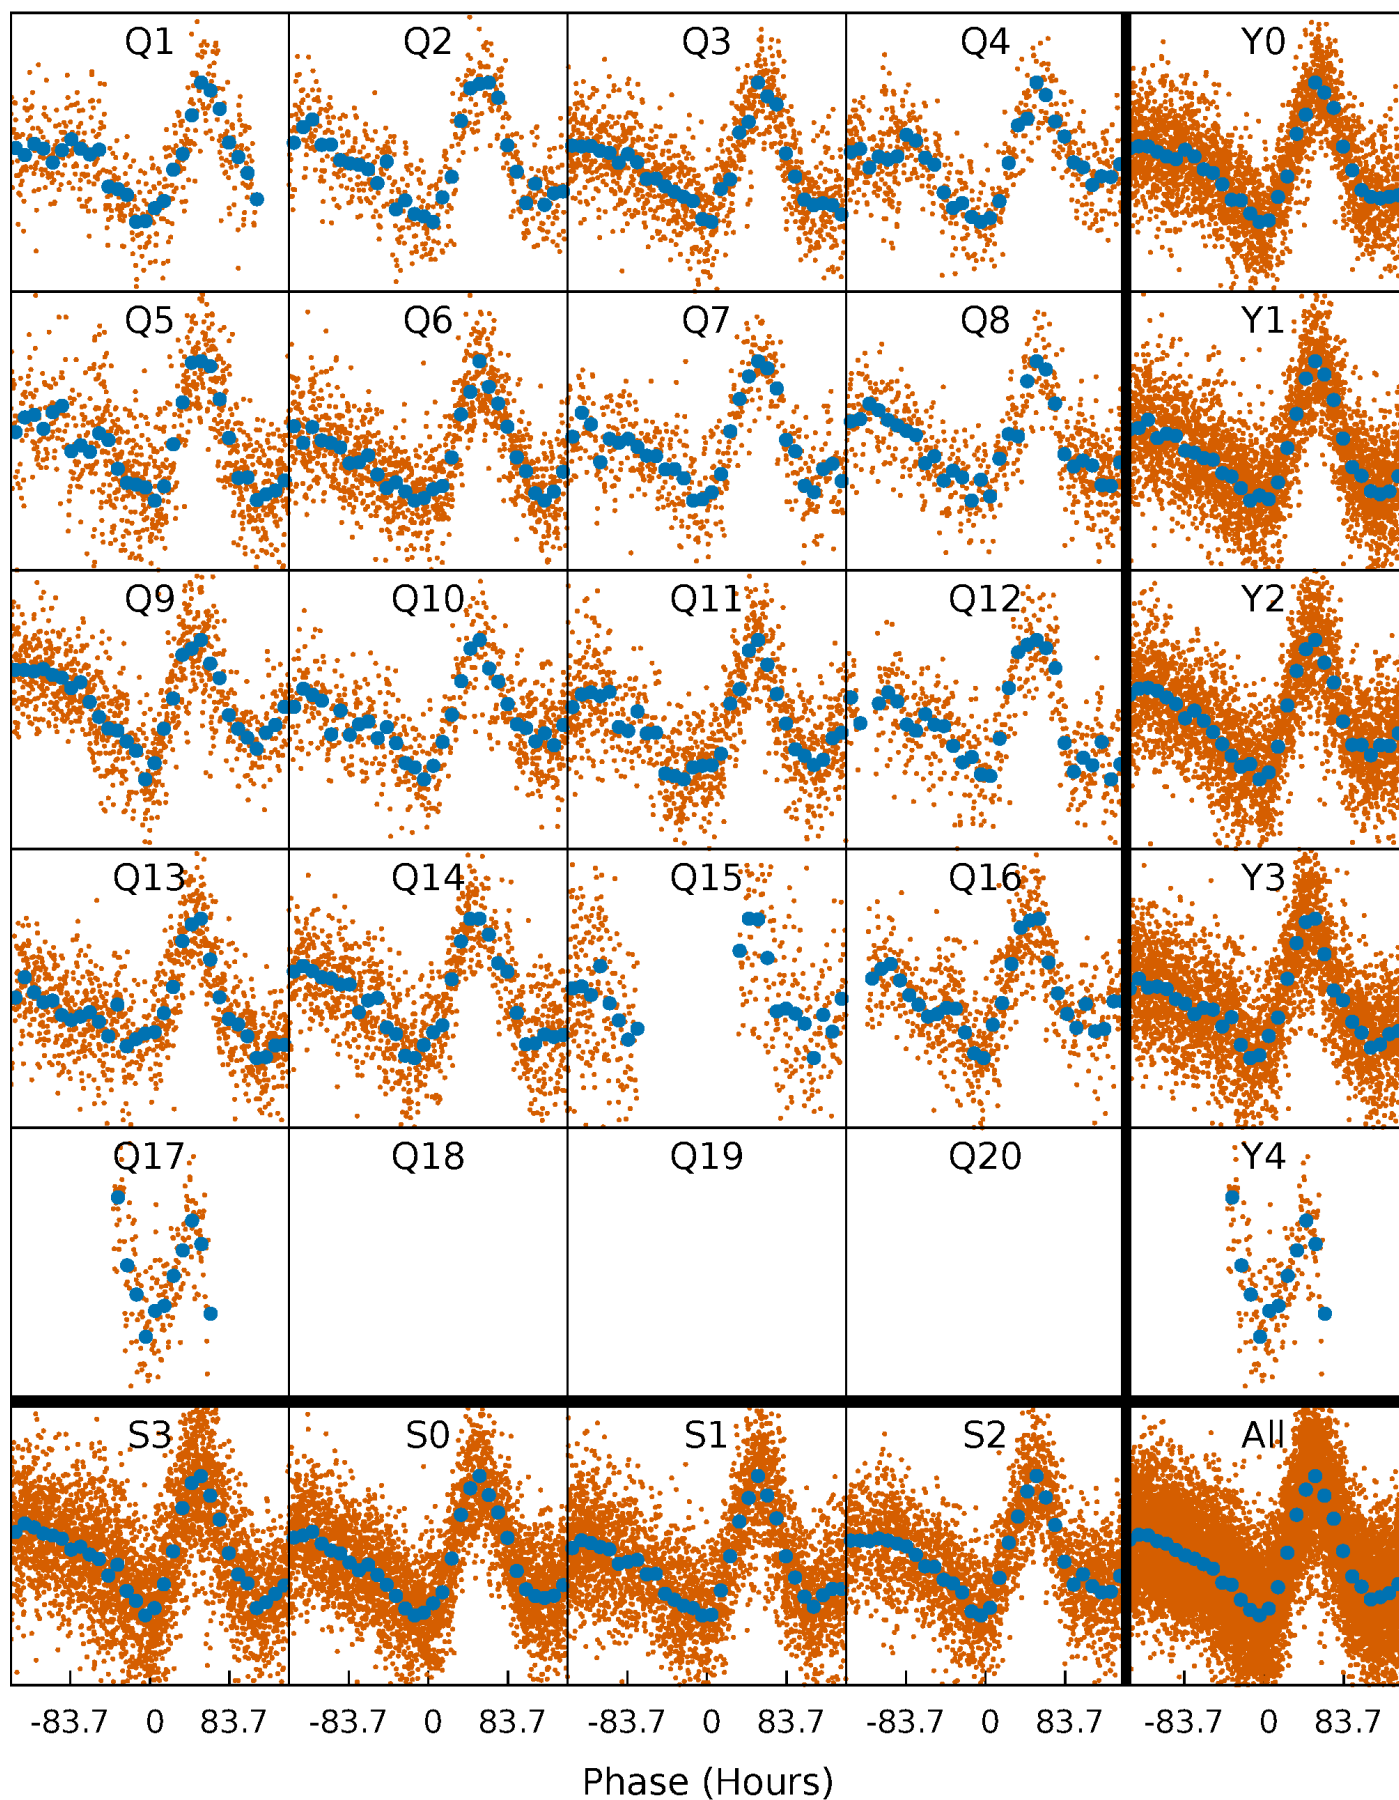 Q1 Q2 Q3 Q4 Y0
Q5 Q6 Q7 Q8 Y1
Q9 Q10 Q11 Q12 Y2
Q13 Q14 Q15 Q16 Y3
Q17 Q18 Q19 Q20 Y4
S3 S0 S1 S2 All
-83.7 0 83.7 -83.7 0 83.7 -83.7 0 83.7 -83.7 0 83.7 -83.7 0 83.7
Phase (Hours)